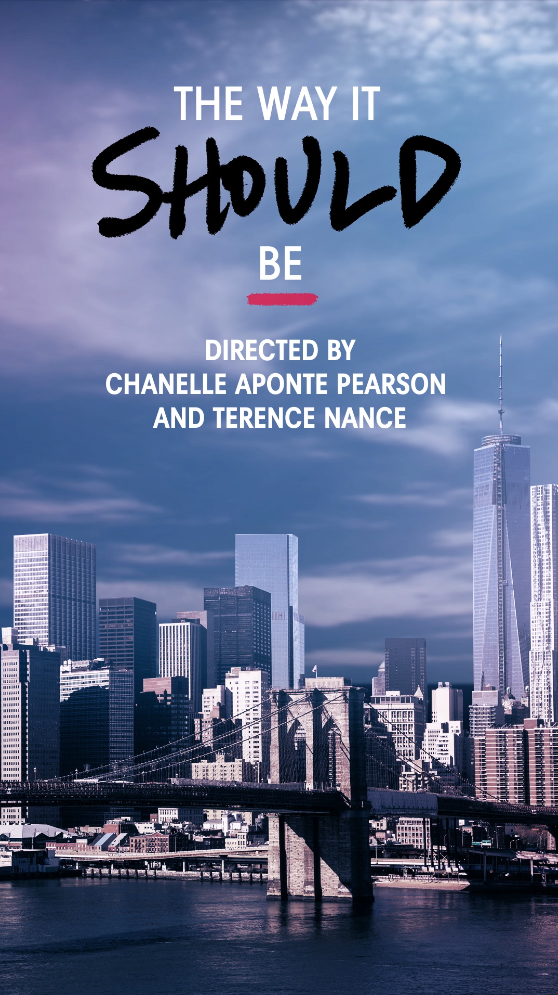 THE WAY IT
SHOULD
BE
DIRECTED BY
CHANELLE APONTE PEARSON
AND TERENCE NANCE